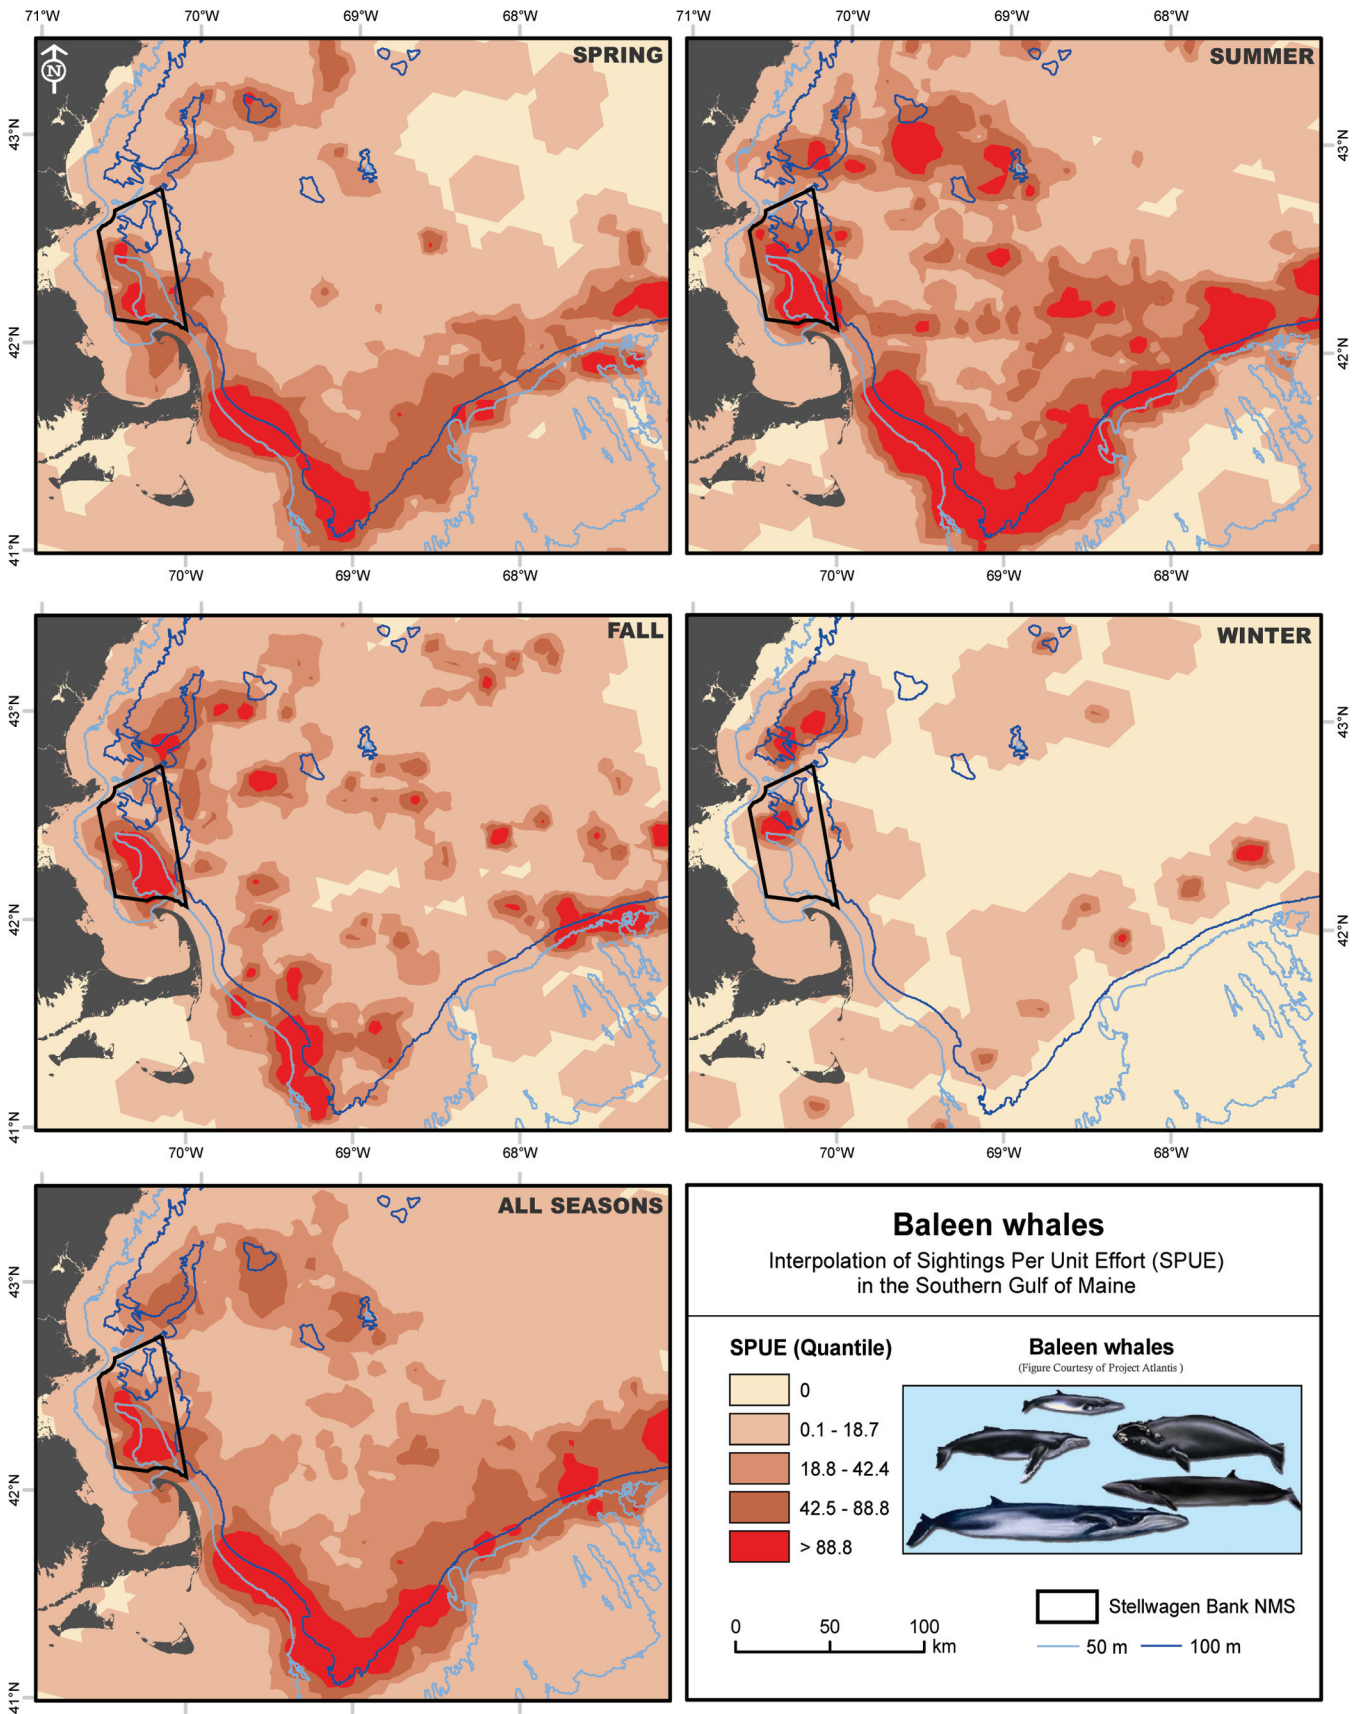 71°W 70°W 69°W 68°W 71°W 70°W 69°W 68°W
N
SPRING
SUMMER
43°N
43°N
42°N
42°N
41°N
70°W 69°W 68°W 70°W 69°W 68°W
FALL
WINTER
43°N
43°N
42°N
42°N
41°N
70°W 69°W 68°W 70°W 69°W 68°W
ALL SEASONS
43°N
42°N
41°N
Baleen whales
Interpolation of Sightings Per Unit Effort (SPUE)
in the Southern Gulf of Maine
SPUE (Quantile)
0
0.1 - 18.7
18.8 - 42.4
42.5 - 88.8
> 88.8
Baleen whales
(Figure Courtesy of Project Atlantis )
Stellwagen Bank NMS
0 50 100
km
50 m 100 m